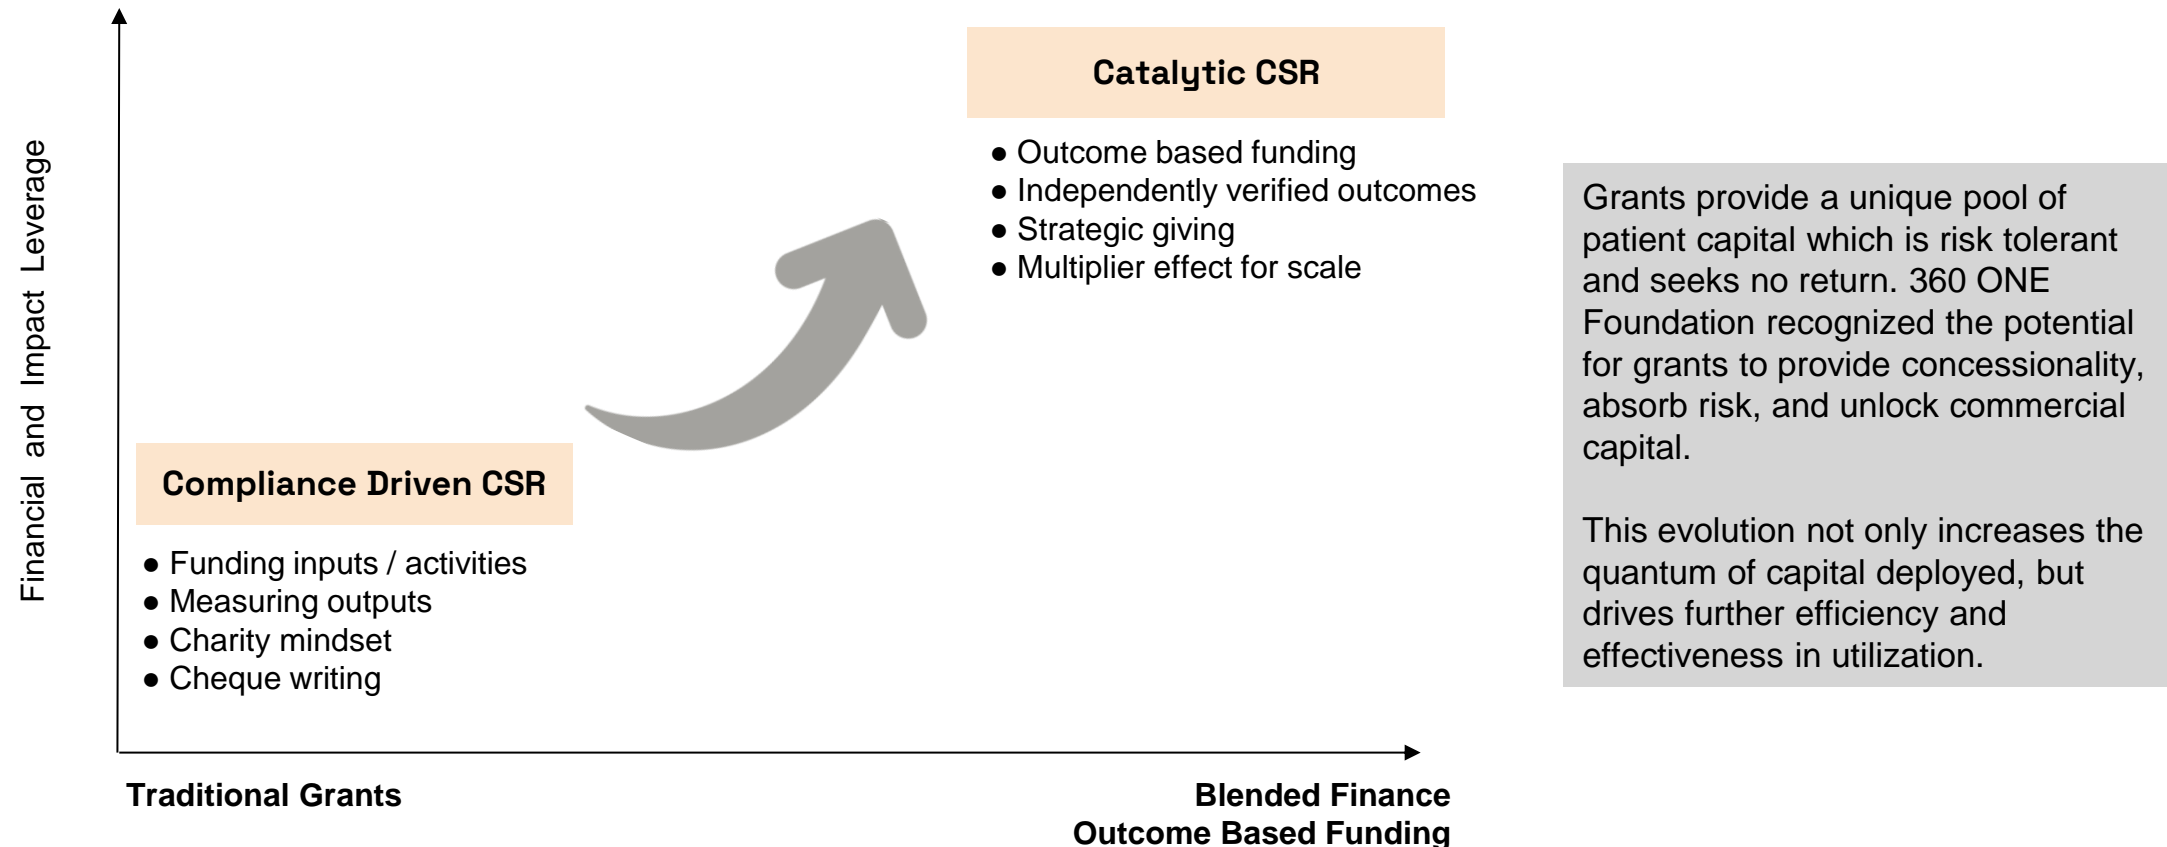 Financial and Impact Leverage
Catalytic CSR
● Outcome based funding
● Independently verified outcomes
● Strategic giving
● Multiplier effect for scale
Compliance Driven CSR
● Funding inputs / activities
● Measuring outputs
● Charity mindset
● Cheque writing
Traditional Grants
Blended Finance
Outcome Based Funding
Grants provide a unique pool of
patient capital which is risk tolerant
and seeks no return. 360 ONE
Foundation recognized the potential
for grants to provide concessionality,
absorb risk, and unlock commercial
capital.
This evolution not only increases the
quantum of capital deployed, but
drives further efficiency and
effectiveness in utilization.